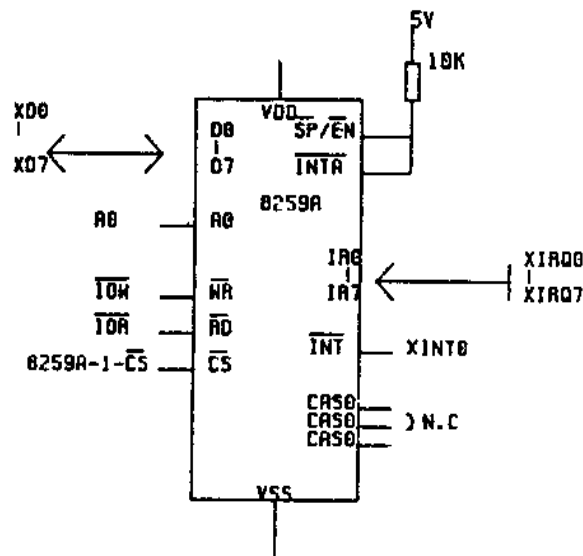 5V
10K
VDD
XD0
|
XD7
D0
|
D7
SP/EN
INTA
8259A
A0
A0
IR0
|
IR7
XIRQ0
|
XIRQ7
IOW
WR
IOR
RD
INT
XINT0
8259A-1-CS
CS
CAS0
CAS0
CAS0
}N.C
VSS